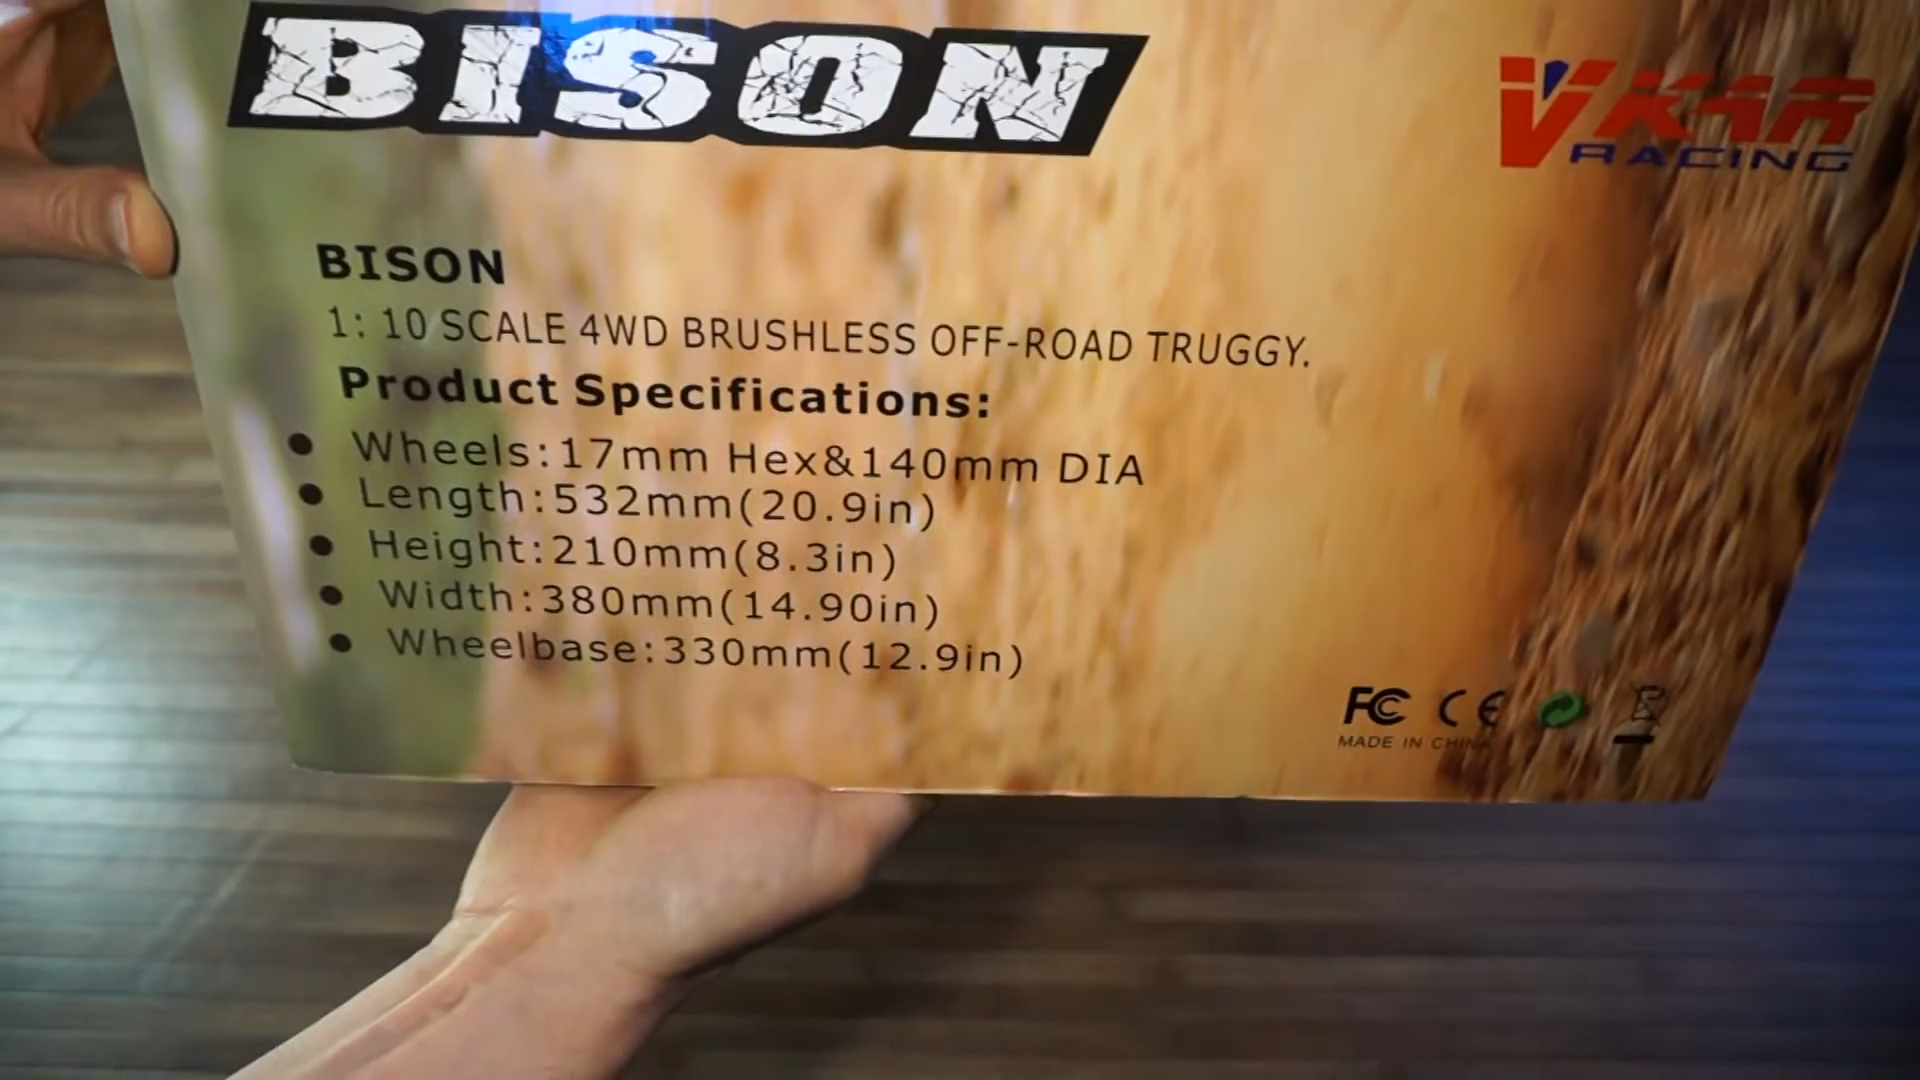 BISON
VKAR
RACING
BISON
1: 10 SCALE 4WD BRUSHLESS OFF-ROAD TRUGGY.
Product Specifications:
● Wheels:17mm Hex&140mm DIA
● Length:532mm(20.9in)
● Height:210mm(8.3in)
● Width:380mm(14.90in)
● Wheelbase:330mm(12.9in)
FC CE
MADE IN CHINA